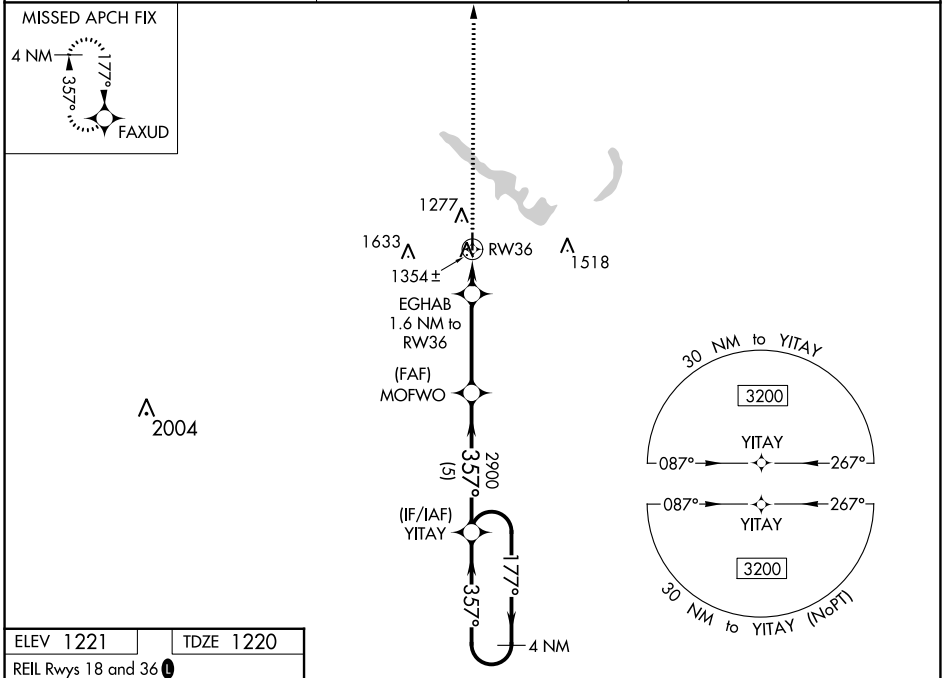 MISSED APCH FIX
4 NM
177°
357°
FAXUD
1277
1633
RW36
1518
1354±
EGHAB
1.6 NM to
RW36
(FAF)
MOFWO
2004
2900
357°
(5)
(IF/IAF)
YITAY
177°
357°
4 NM
30 NM to YITAY
3200
YITAY
087°
267°
087°
267°
YITAY
3200
30 NM to YITAY (NoPT)
ELEV 1221
TDZE 1220
REIL Rwys 18 and 36 L